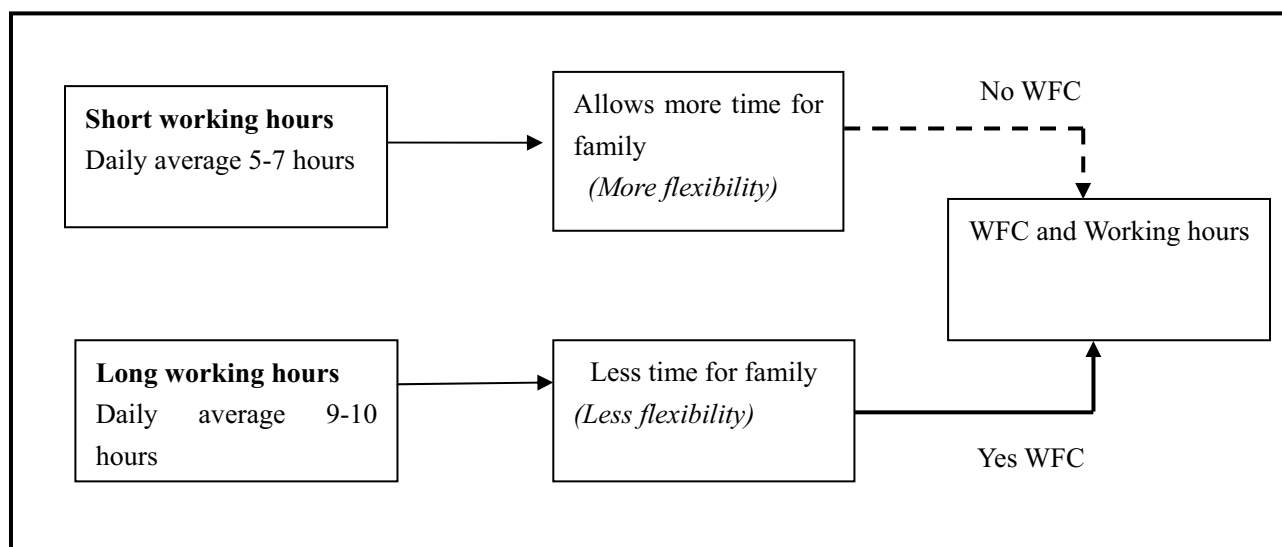 Short working hours
Daily average 5-7 hours
Allows more time for
family
(More flexibility)
No WFC
WFC and Working hours
Long working hours
Daily average 9-10
hours
Less time for family
(Less flexibility)
Yes WFC